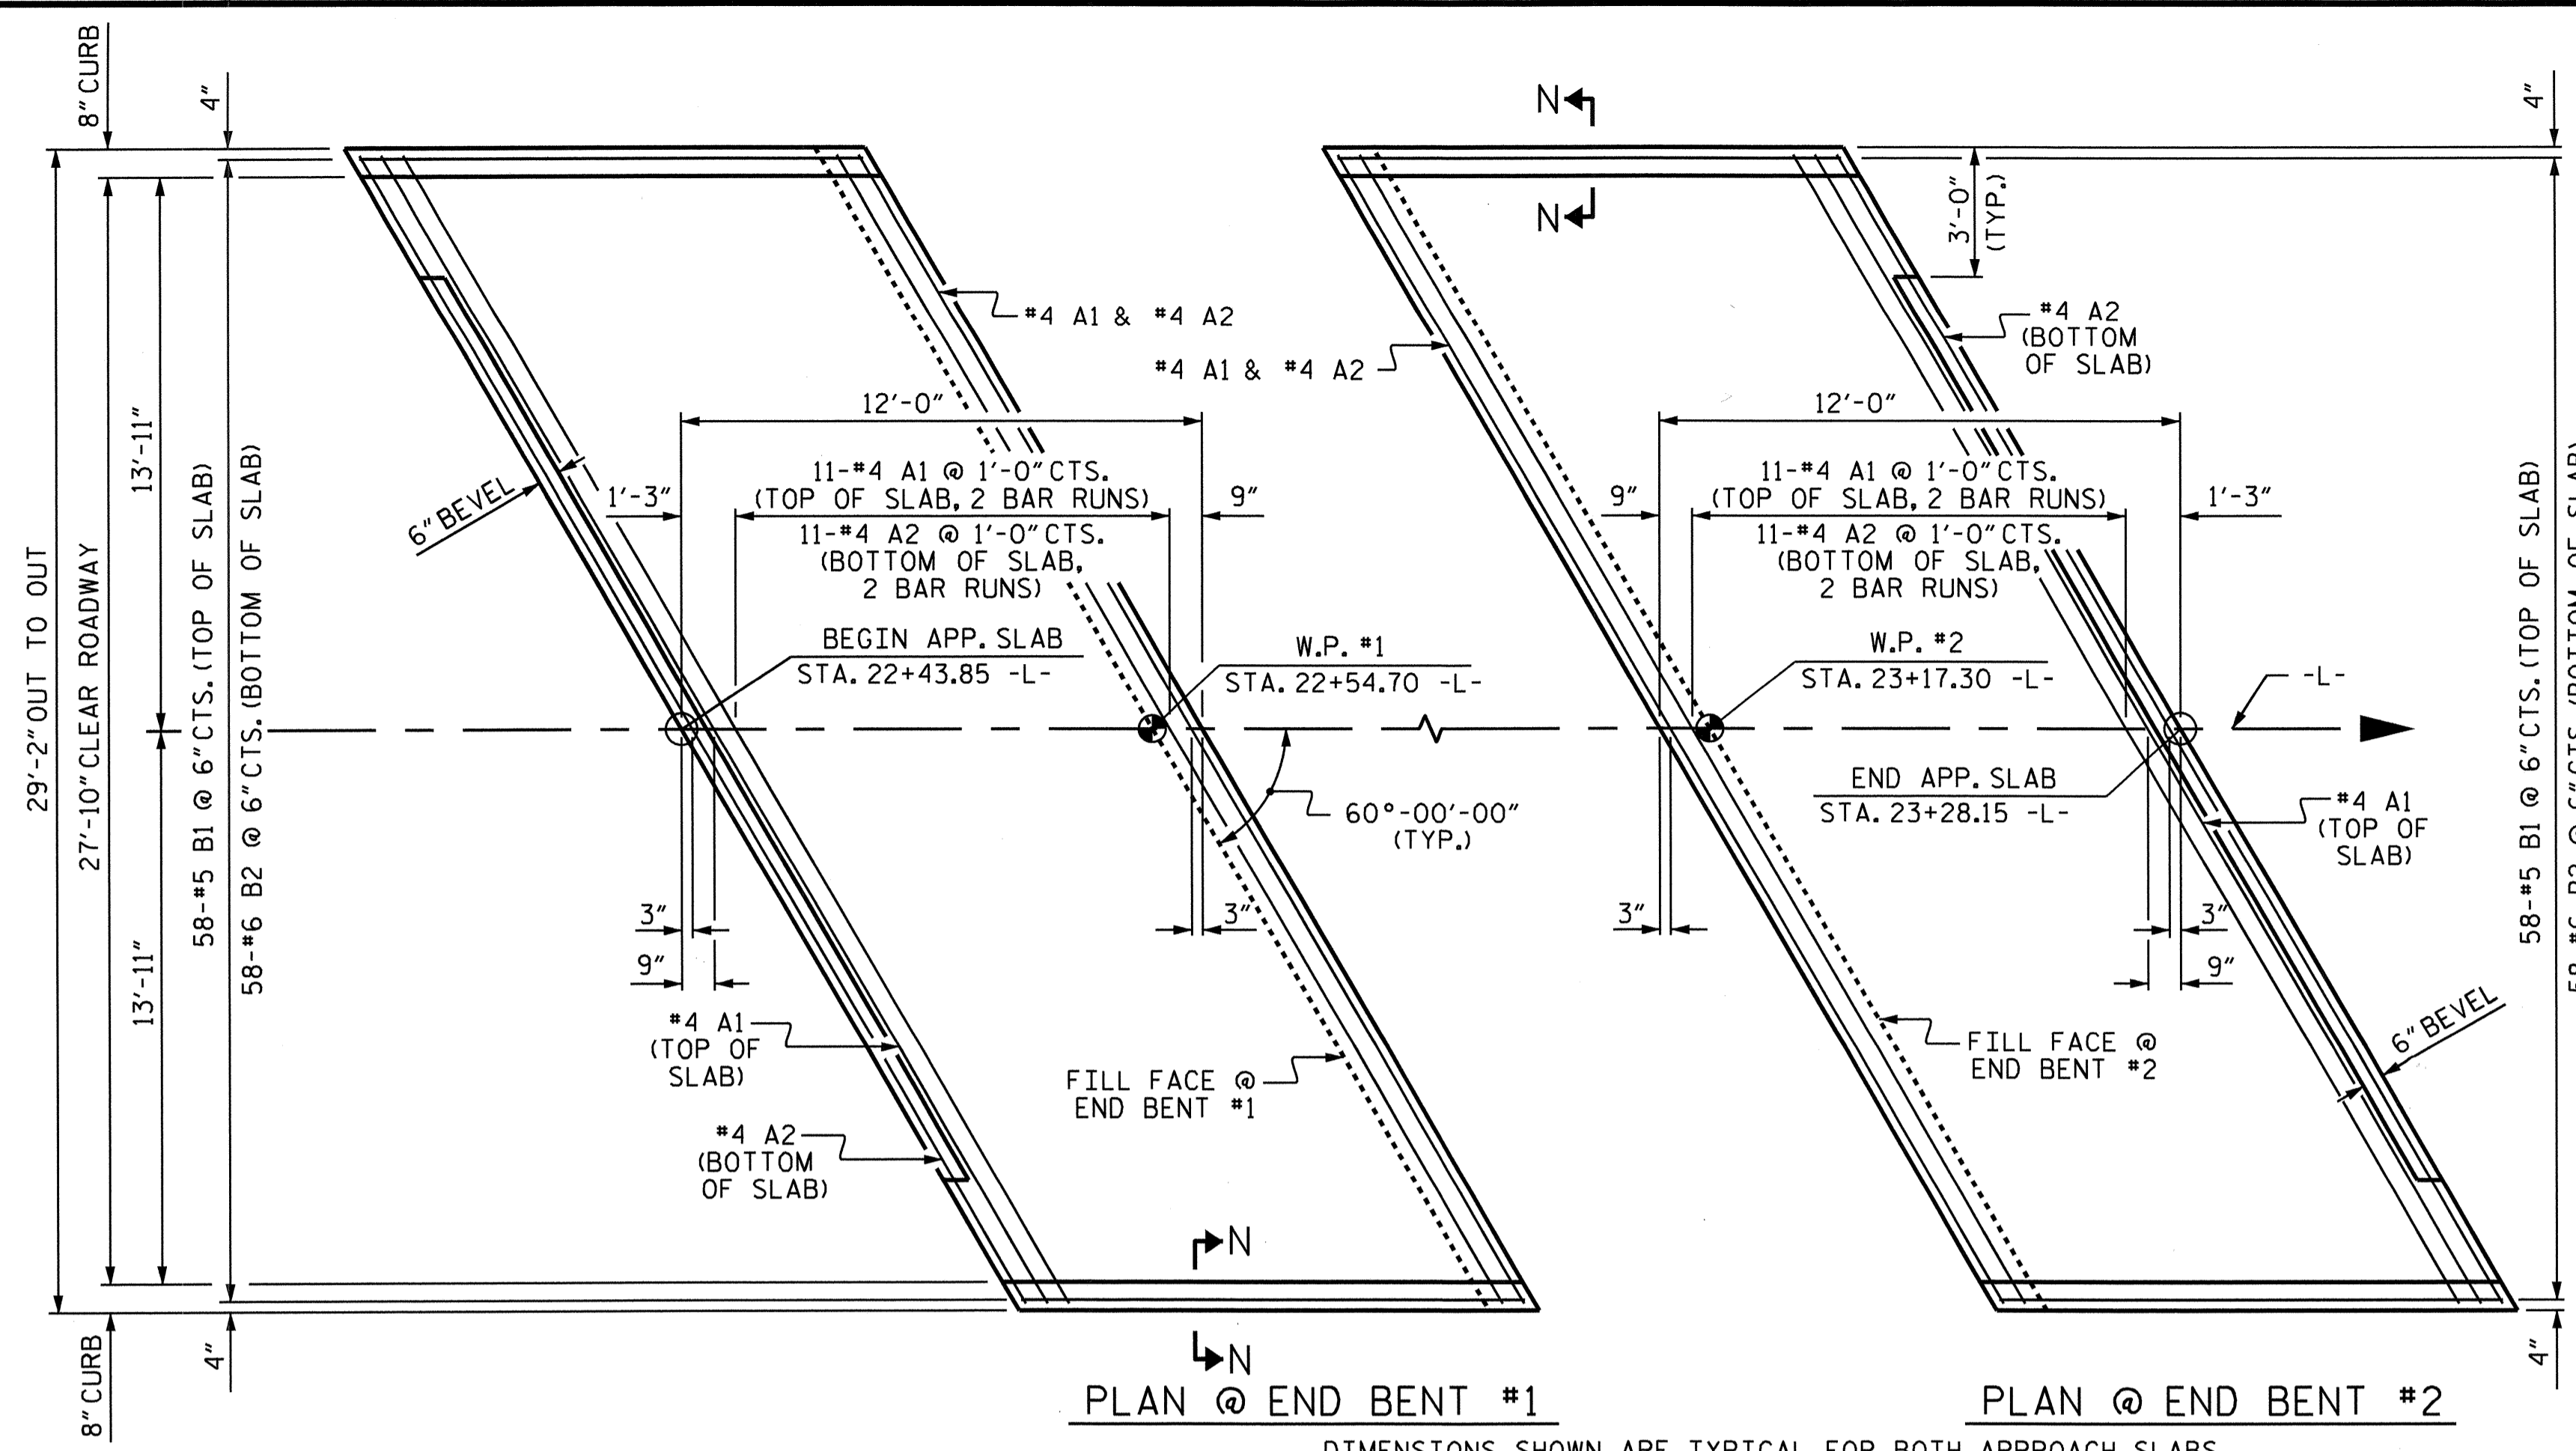 8" CURB
4"
29'-2" OUT TO OUT
27'-10" CLEAR ROADWAY
13'-11"
13'-11"
58-#5 B1 @ 6" CTS. (TOP OF SLAB)
58-#6 B2 @ 6" CTS. (BOTTOM OF SLAB)
8" CURB
4"
6" BEVEL
#4 A1 & #4 A2
12'-0"
1'-3"
11-#4 A1 @ 1'-0" CTS.
(TOP OF SLAB, 2 BAR RUNS)
11-#4 A2 @ 1'-0" CTS.
(BOTTOM OF SLAB,
2 BAR RUNS)
9"
BEGIN APP. SLAB
STA. 22+43.85 -L-
W.P. #1
STA. 22+54.70 -L-
60°-00'-00"
(TYP.)
3"
9"
3"
#4 A1
(TOP OF
SLAB)
#4 A2
(BOTTOM
OF SLAB)
FILL FACE @
END BENT #1
N
N
PLAN @ END BENT #1
N
N
3'-0"
(TYP.)
#4 A1 & #4 A2
#4 A2
(BOTTOM
OF SLAB)
12'-0"
9"
11-#4 A1 @ 1'-0" CTS.
(TOP OF SLAB, 2 BAR RUNS)
11-#4 A2 @ 1'-0" CTS.
(BOTTOM OF SLAB,
2 BAR RUNS)
1'-3"
W.P. #2
STA. 23+17.30 -L-
-L-
END APP. SLAB
STA. 23+28.15 -L-
#4 A1
(TOP OF
SLAB)
3"
3"
9"
6" BEVEL
FILL FACE @
END BENT #2
4"
58-#5 B1 @ 6" CTS. (TOP OF SLAB)
4"
PLAN @ END BENT #2
DIMENSIONS SHOWN ARE TYPICAL FOR BOTH APPROACH SLABS